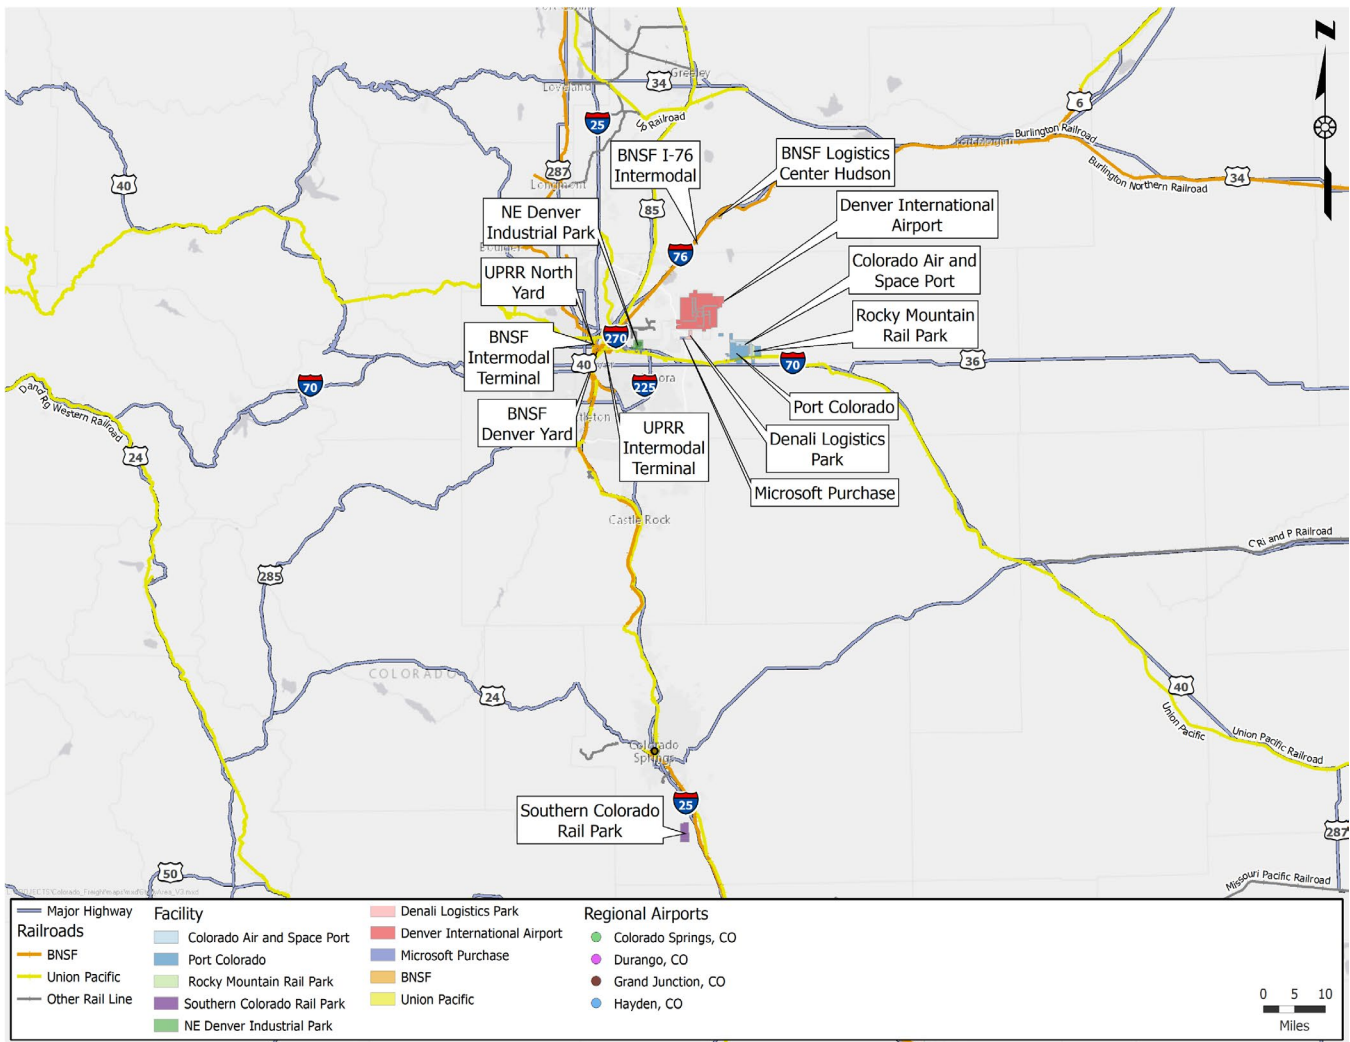 N
Greeley
34
Loveland
6
25
Up Railroad
Burlington Railroad
Fort Morgan
BNSF I-76
Intermodal
BNSF Logistics
Center Hudson
287
Longmont
40
Burlington Northern Railroad
34
NE Denver
Industrial Park
85
Denver International
Airport
Boulder
76
Colorado Air and
Space Port
UPRR North
Yard
Rocky Mountain
Rail Park
BNSF
Intermodal
Terminal
270
40
70
36
70
225
D and Rg Western Railroad
Port Colorado
BNSF
Denver Yard
UPRR
Intermodal
Terminal
Denali Logistics
Park
24
Microsoft Purchase
Castle Rock
C Ri and P Railroad
285
COLORADO
24
40
Union Pacific
Union Pacific Railroad
Colorado
Springs
25
Southern Colorado
Rail Park
287
50
Missouri Pacific Railroad
Major Highway
Railroads
BNSF
Union Pacific
Other Rail Line
Facility
Colorado Air and Space Port
Port Colorado
Rocky Mountain Rail Park
Southern Colorado Rail Park
NE Denver Industrial Park
Denali Logistics Park
Denver International Airport
Microsoft Purchase
BNSF
Union Pacific
Regional Airports
Colorado Springs, CO
Durango, CO
Grand Junction, CO
Hayden, CO
0 5 10
Miles